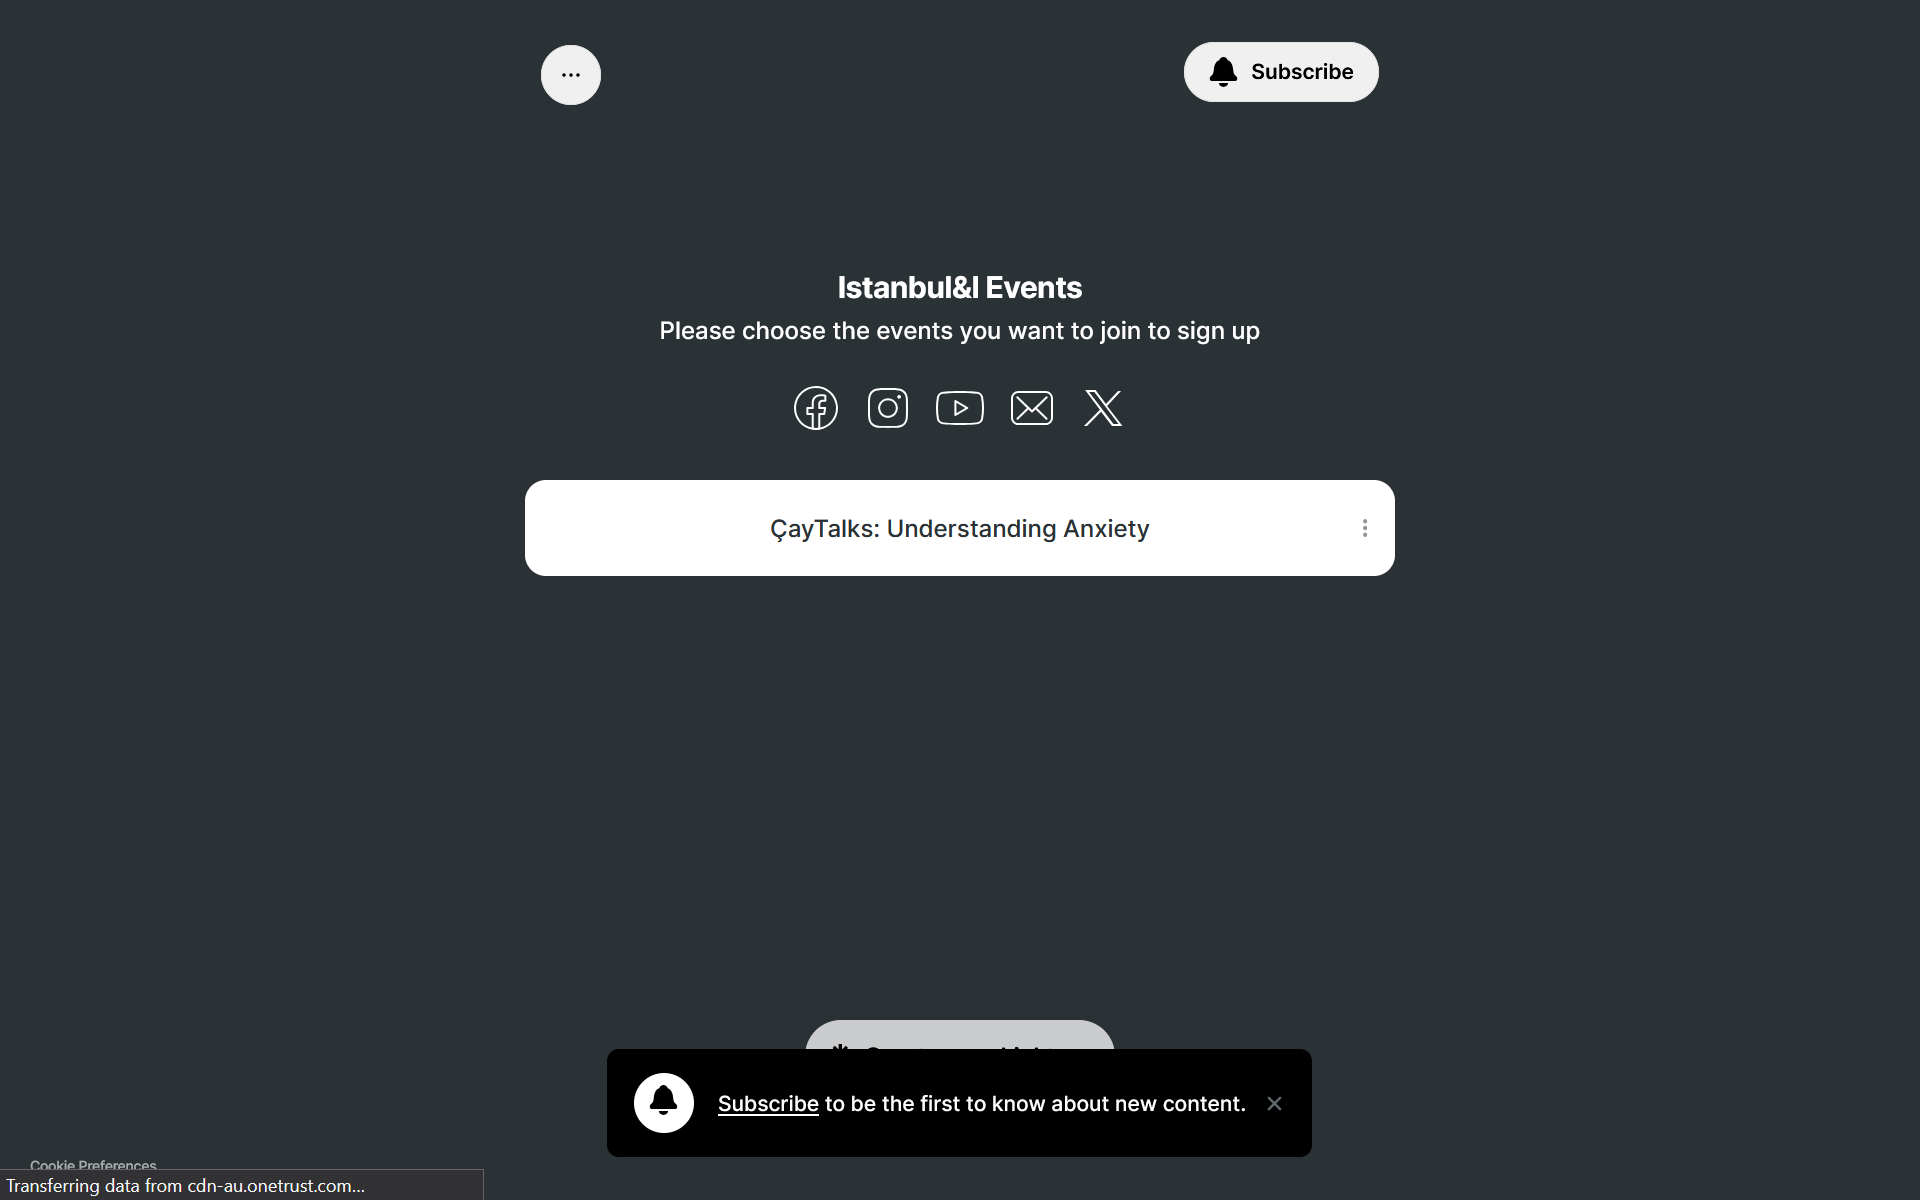 Subscribe
Istanbul&I Events
Please choose the events you want to join to sign up
ÇayTalks: Understanding Anxiety
Subscribe to be the first to know about new content.
Cookie Preferences
Transferring data from cdn-au.onetrust.com...